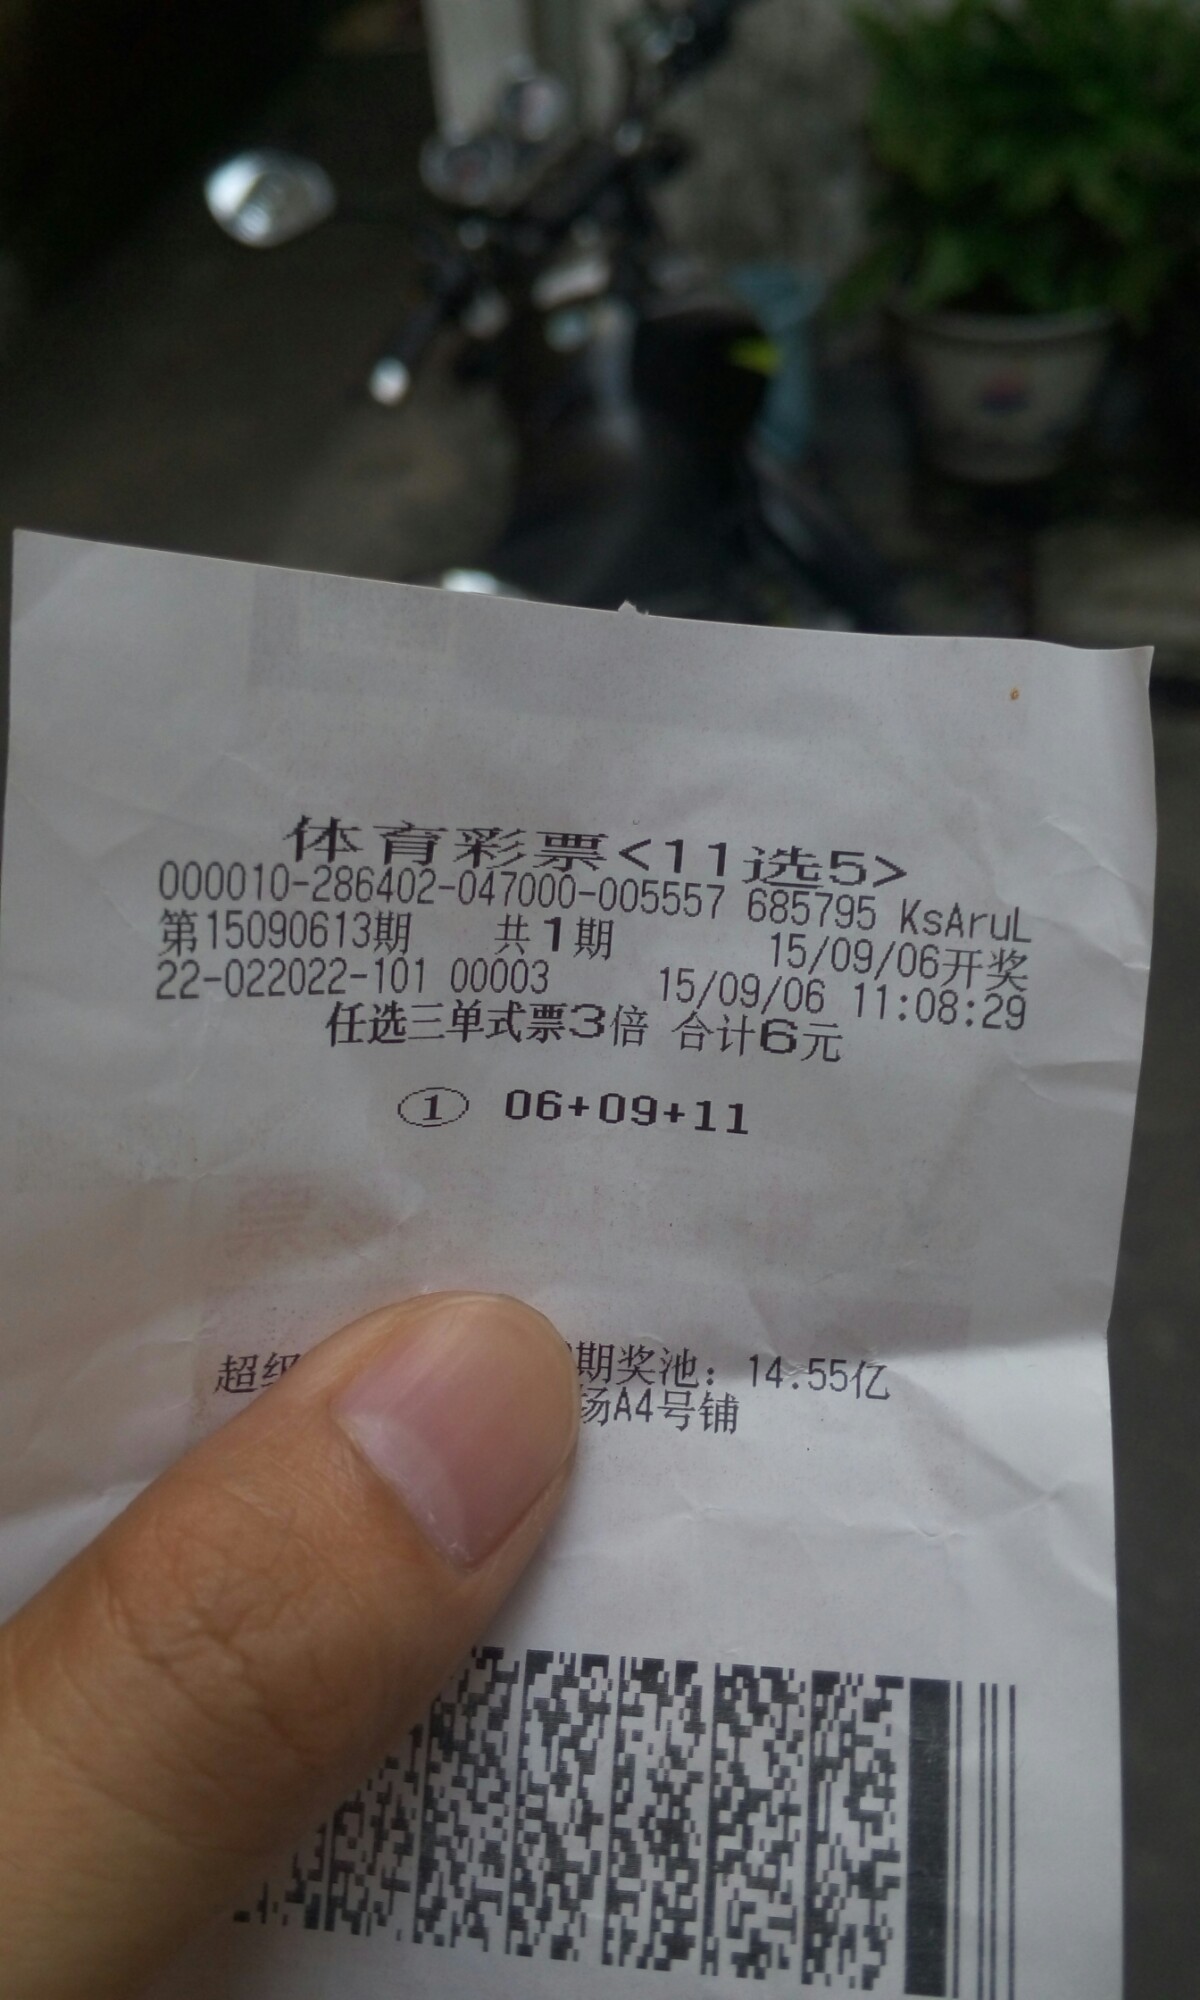 体育彩票<11选5>
000010-286402-047000-005557 685795 KsAruL
第15090613期 共1期 15/09/06开奖
22-022022-101 00003 15/09/06 11:08:29
任选三单式票3倍 合计6元
① 06+09+11
超级 期奖池：14.55亿
场A4号铺